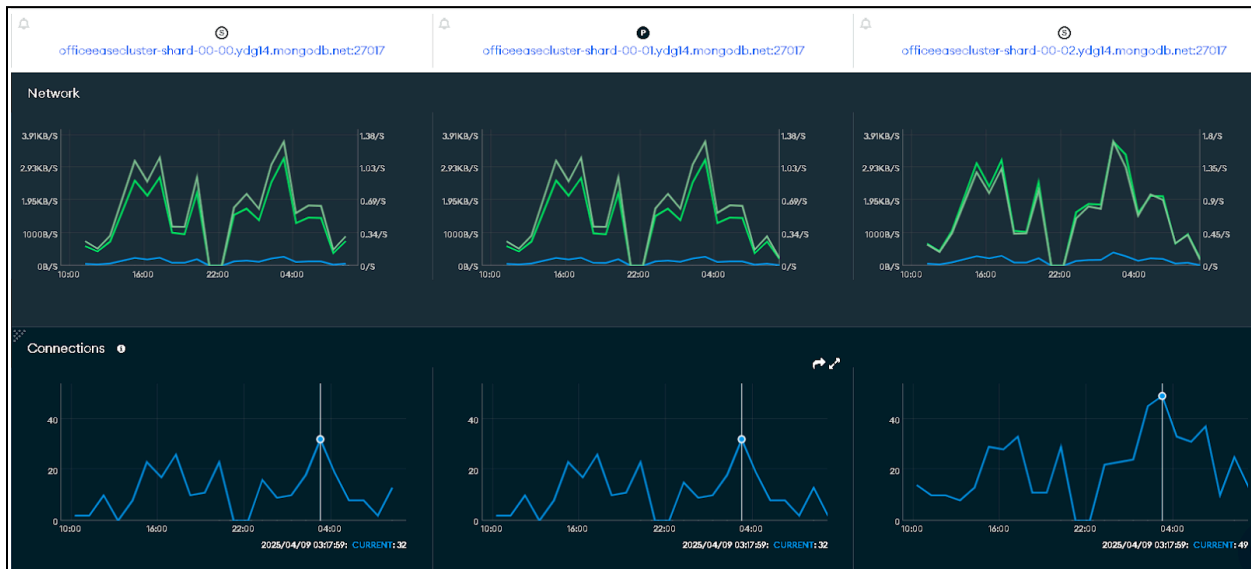 S
officeeasecluster-shard-00-00.ydg14.mongodb.net:27017
P
officeeasecluster-shard-00-01.ydg14.mongodb.net:27017
S
officeeasecluster-shard-00-02.ydg14.mongodb.net:27017
Network
3.91KB/S
2.93KB/S
1.95KB/S
1000B/S
0B/S
1.38/S
1.03/S
0.69/S
0.34/S
0/S
10:00 16:00 22:00 04:00
3.91KB/S
2.93KB/S
1.95KB/S
1000B/S
0B/S
1.38/S
1.03/S
0.69/S
0.34/S
0/S
10:00 16:00 22:00 04:00
3.91KB/S
2.93KB/S
1.95KB/S
1000B/S
0B/S
1.8/S
1.35/S
0.9/S
0.45/S
0/S
10:00 16:00 22:00 04:00
Connections
40
20
0
10:00 16:00 22:00 04:00
2025/04/09 03:17:59: CURRENT: 32
40
20
0
10:00 16:00 22:00 04:00
2025/04/09 03:17:59: CURRENT: 32
40
20
0
10:00 16:00 22:00 04:00
2025/04/09 03:17:59: CURRENT: 49